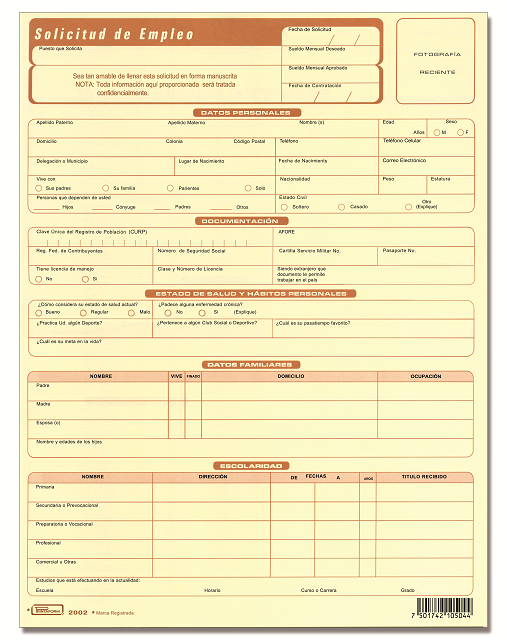 Solicitud de Empleo
Fecha de Solicitud
/ /
Puesto que Solicita
Sueldo Mensual Deseado
FOTOGRAFÍA
RECIENTE
Sea tan amable de llenar esta solicitud en forma manuscrita
NOTA: Toda información aquí proporcionada será tratada
confidencialmente.
Sueldo Mensual Aprobado
Fecha de Contratación
/ /
DATOS PERSONALES
Apellido Paterno Apellido Materno Nombre (s) Edad Sexo
Años M F
Domicilio Colonia Código Postal Teléfono Teléfono Celular
Delegación o Municipio Lugar de Nacimiento Fecha de Nacimiento Correo Electrónico
Vive con Nacionalidad Peso Estatura
Sus padres Su familia Parientes Solo
Personas que dependen de usted Estado Civil
Hijos Cónyuge Padres Otros Soltero Casado Otro (Explique)
DOCUMENTACIÓN
Clave Única del Registro de Población (CURP) AFORE
Reg. Fed. de Contribuyentes Número de Seguridad Social Cartilla Servicio Militar No. Pasaporte No.
Tiene licencia de manejo Clase y Número de Licencia Siendo extranjero que
documento le permite
trabajar en el país
No Si
ESTADO DE SALUD Y HÁBITOS PERSONALES
¿Cómo considera su estado de salud actual? ¿Padece alguna enfermedad crónica?
Bueno Regular Malo No Si (Explique)
¿Practica Ud. algún Deporte? ¿Pertenece a algún Club Social o Deportivo? ¿Cuál es su pasatiempo favorito?
¿Cuál es su meta en la vida?
DATOS FAMILIARES
NOMBRE VIVE FINADO DOMICILIO OCUPACIÓN
Padre
Madre
Esposa (o)
Nombre y edades de los hijos
ESCOLARIDAD
NOMBRE DIRECCIÓN DE FECHAS A AÑOS TITULO RECIBIDO
Primaria
Secundaria o Prevocacional
Preparatoria o Vocacional
Profesional
Comercial u Otras
Estudios que está efectuando en la actualidad:
Escuela Horario Curso o Carrera Grado
PRINTAFORM 2002 * Marca Registrada
7 501742 105044